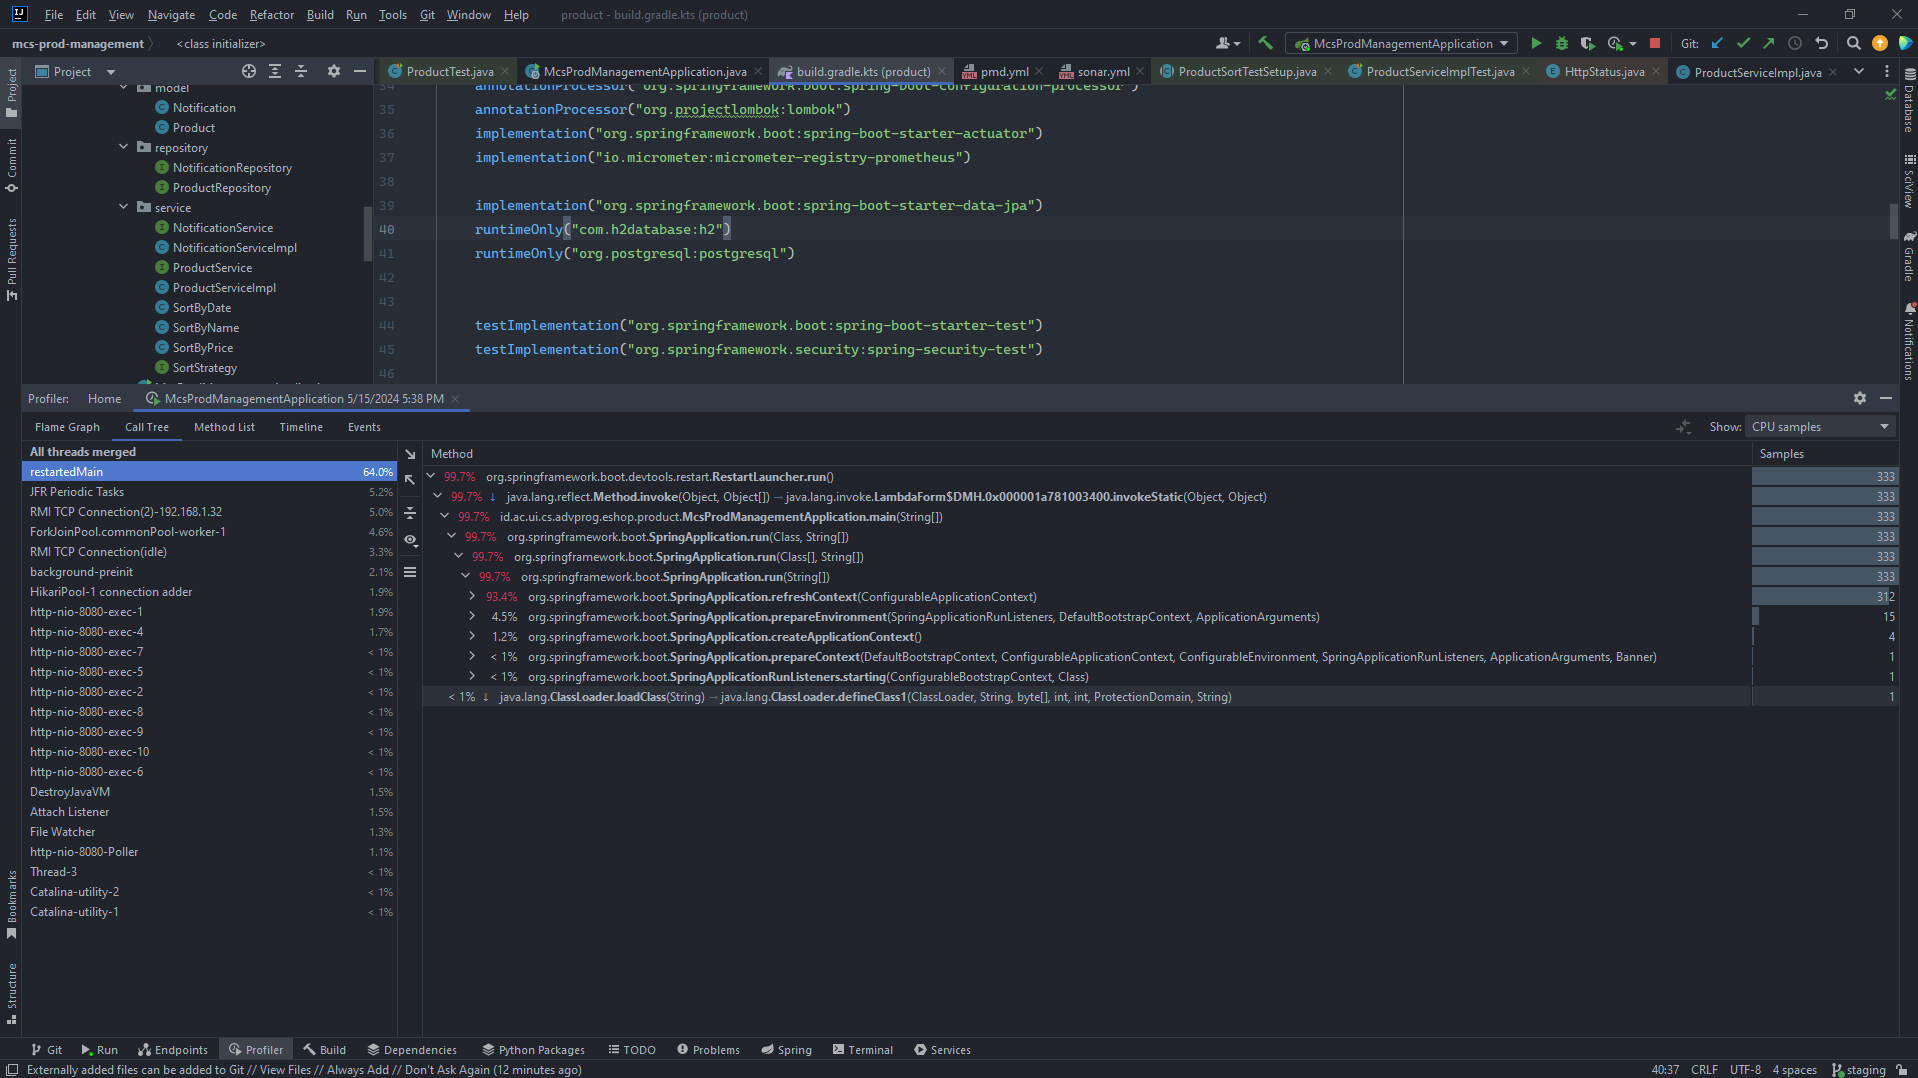 File Edit View Navigate Code Refactor Build Run Tools Git Window Help product - build.gradle.kts (product)
mcs-prod-management <class initializer> McsProdManagementApplication Git:
Project
ProductTest.java McsProdManagementApplication.java build.gradle.kts (product) pmd.yml sonar.yml ProductSortTestSetup.java ProductServiceImplTest.java HttpStatus.java ProductServiceImpl.java
model
Notification
Product
repository
NotificationRepository
ProductRepository
service
NotificationService
NotificationServiceImpl
ProductService
ProductServiceImpl
SortByDate
SortByName
SortByPrice
SortStrategy
34 annotationProcessor("org.springframework.boot:spring-boot-configuration-processor")
35 annotationProcessor("org.projectlombok:lombok")
36 implementation("org.springframework.boot:spring-boot-starter-actuator")
37 implementation("io.micrometer:micrometer-registry-prometheus")
38
39 implementation("org.springframework.boot:spring-boot-starter-data-jpa")
40 runtimeOnly("com.h2database:h2")
41 runtimeOnly("org.postgresql:postgresql")
42
43
44 testImplementation("org.springframework.boot:spring-boot-starter-test")
45 testImplementation("org.springframework.security:spring-security-test")
46
Project
Commit
Pull Requests
Bookmarks
Structure
Database
SciView
Gradle
Notifications
Profiler: Home McsProdManagementApplication 5/15/2024 5:38 PM
Flame Graph Call Tree Method List Timeline Events Show: CPU samples
All threads merged
restartedMain 64.0%
JFR Periodic Tasks 5.2%
RMI TCP Connection(2)-192.168.1.32 5.0%
ForkJoinPool.commonPool-worker-1 4.6%
RMI TCP Connection(idle) 3.3%
background-preinit 2.1%
HikariPool-1 connection adder 1.9%
http-nio-8080-exec-1 1.9%
http-nio-8080-exec-4 1.7%
http-nio-8080-exec-7 < 1%
http-nio-8080-exec-5 < 1%
http-nio-8080-exec-2 < 1%
http-nio-8080-exec-8 < 1%
http-nio-8080-exec-9 < 1%
http-nio-8080-exec-10 < 1%
http-nio-8080-exec-6 < 1%
DestroyJavaVM 1.5%
Attach Listener 1.5%
File Watcher 1.3%
http-nio-8080-Poller 1.1%
Thread-3 < 1%
Catalina-utility-2 < 1%
Catalina-utility-1 < 1%
Method Samples
99.7% org.springframework.boot.devtools.restart.RestartLauncher.run() 333
99.7% ↓ java.lang.reflect.Method.invoke(Object, Object[]) → java.lang.invoke.LambdaForm$DMH.0x000001a781003400.invokeStatic(Object, Object) 333
99.7% id.ac.ui.cs.advprog.eshop.product.McsProdManagementApplication.main(String[]) 333
99.7% org.springframework.boot.SpringApplication.run(Class, String[]) 333
99.7% org.springframework.boot.SpringApplication.run(Class[], String[]) 333
99.7% org.springframework.boot.SpringApplication.run(String[]) 333
93.4% org.springframework.boot.SpringApplication.refreshContext(ConfigurableApplicationContext) 312
4.5% org.springframework.boot.SpringApplication.prepareEnvironment(SpringApplicationRunListeners, DefaultBootstrapContext, ApplicationArguments) 15
1.2% org.springframework.boot.SpringApplication.createApplicationContext() 4
< 1% org.springframework.boot.SpringApplication.prepareContext(DefaultBootstrapContext, ConfigurableApplicationContext, ConfigurableEnvironment, SpringApplicationRunListeners, ApplicationArguments, Banner) 1
< 1% org.springframework.boot.SpringApplicationRunListeners.starting(ConfigurableBootstrapContext, Class) 1
< 1% ↓ java.lang.ClassLoader.loadClass(String) → java.lang.ClassLoader.defineClass1(ClassLoader, String, byte[], int, int, ProtectionDomain, String) 1
Git Run Endpoints Profiler Build Dependencies Python Packages TODO Problems Spring Terminal Services
Externally added files can be added to Git // View Files // Always Add // Don't Ask Again (12 minutes ago) 40:37 CRLF UTF-8 4 spaces staging